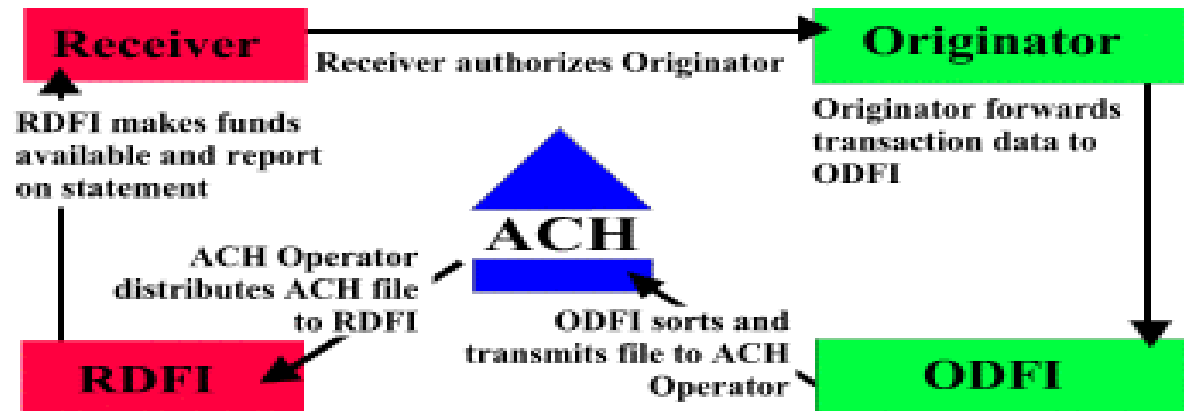 Receiver
Originator
Receiver authorizes Originator
RDFI makes funds
available and report
on statement
Originator forwards
transaction data to
ODFI
ACH
ACH Operator
distributes ACH file
to RDFI
ODFI sorts and
transmits file to ACH
Operator
RDFI
ODFI